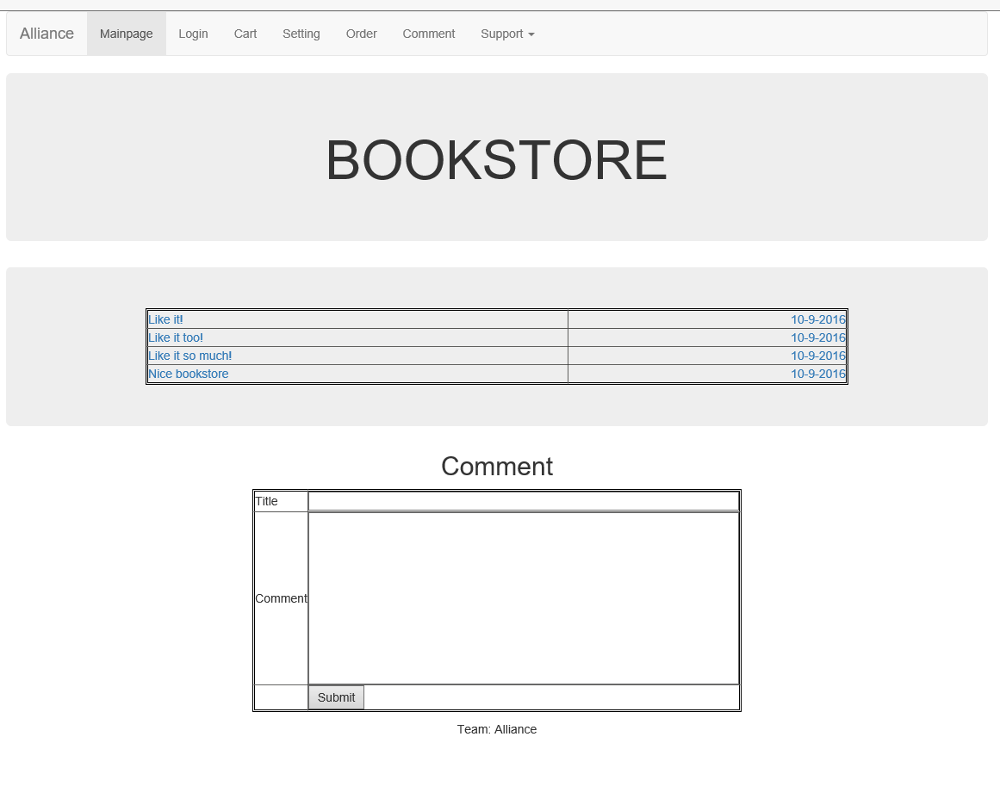 Alliance Mainpage Login Cart Setting Order Comment Support
BOOKSTORE
Like it! 10-9-2016
Like it too! 10-9-2016
Like it so much! 10-9-2016
Nice bookstore 10-9-2016
Comment
Title
Comment
Submit
Team: Alliance